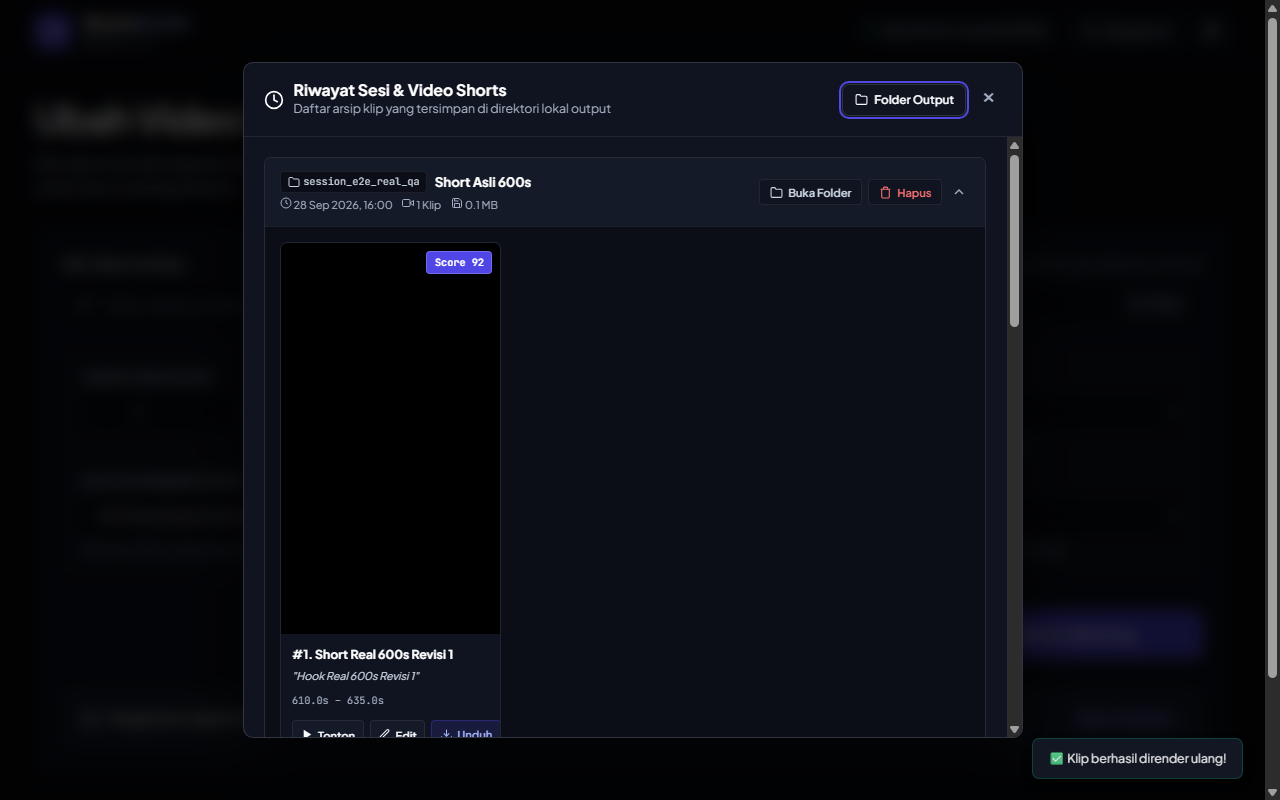 Riwayat Sesi & Video Shorts
Daftar arsip klip yang tersimpan di direktori lokal output
Folder Output
session_e2e_real_qa Short Asli 600s
28 Sep 2026, 16:00 1 Klip 0.1 MB
Buka Folder Hapus
Score 92
#1. Short Real 600s Revisi 1
"Hook Real 600s Revisi 1"
610.0s – 635.0s
Tonton Edit Unduh
Klip berhasil dirender ulang!